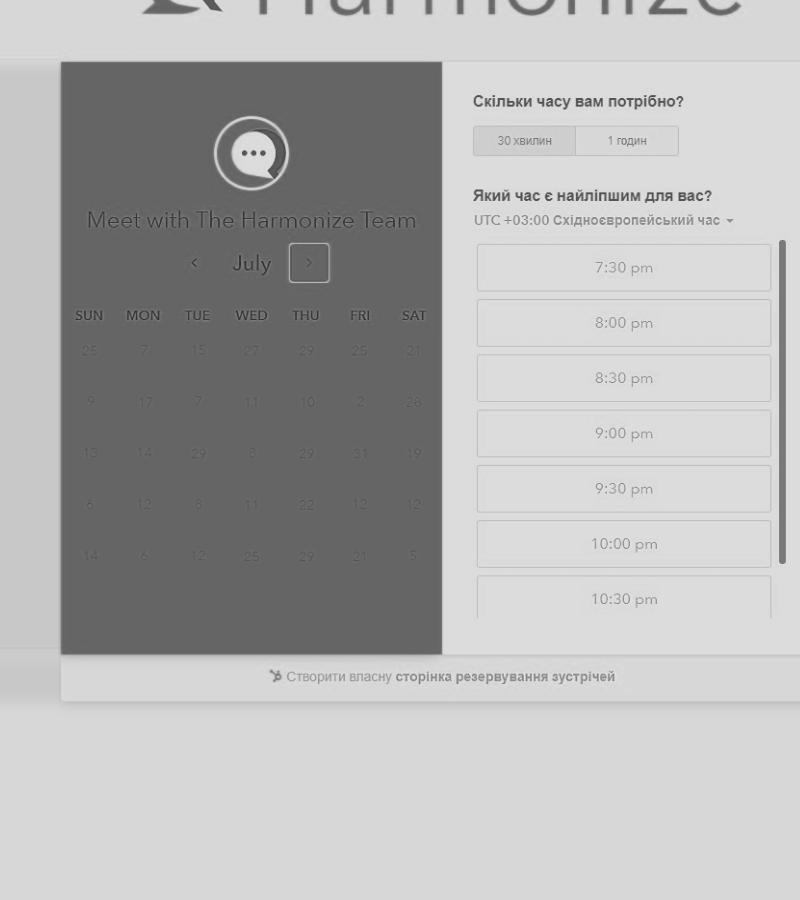 Harmonize
Meet with The Harmonize Team
July
SUN MON TUE WED THU FRI SAT
25 7 15 27 29 25 21
9 17 7 11 10 2 28
13 14 29 8 29 31 19
6 12 8 11 22 12 12
14 6 12 25 29 21 5
Скільки часу вам потрібно?
30 хвилин 1 годин
Який час є найліпшим для вас?
UTC +03:00 Східноєвропейський час
7:30 pm
8:00 pm
8:30 pm
9:00 pm
9:30 pm
10:00 pm
10:30 pm
Створити власну сторінка резервування зустрічей